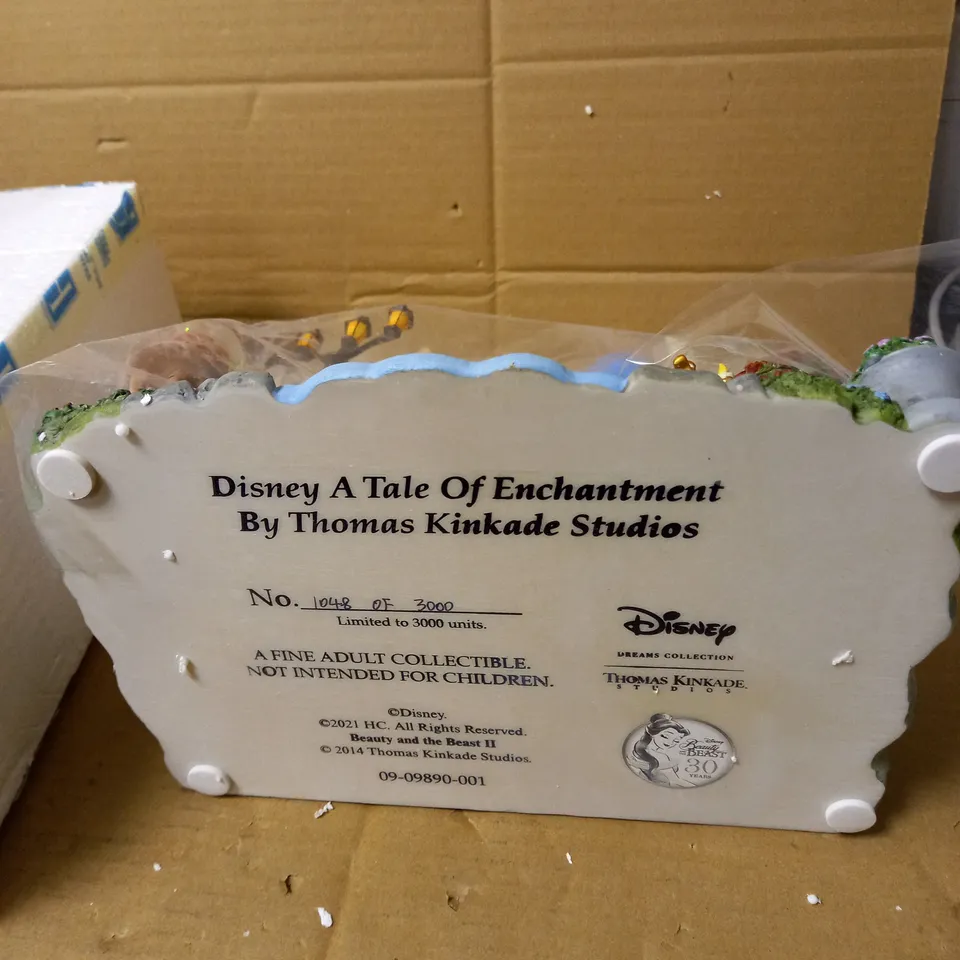 Disney A Tale Of Enchantment
By Thomas Kinkade Studios
No. 1048 OF 3000
Limited to 3000 units.
A FINE ADULT COLLECTIBLE.
NOT INTENDED FOR CHILDREN.
©Disney.
©2021 HC. All Rights Reserved.
Beauty and the Beast II
© 2014 Thomas Kinkade Studios.
09-09890-001
Disney
DREAMS COLLECTION
THOMAS KINKADE
STUDIOS
Disney
Beauty
AND THE
BEAST
30
YEARS